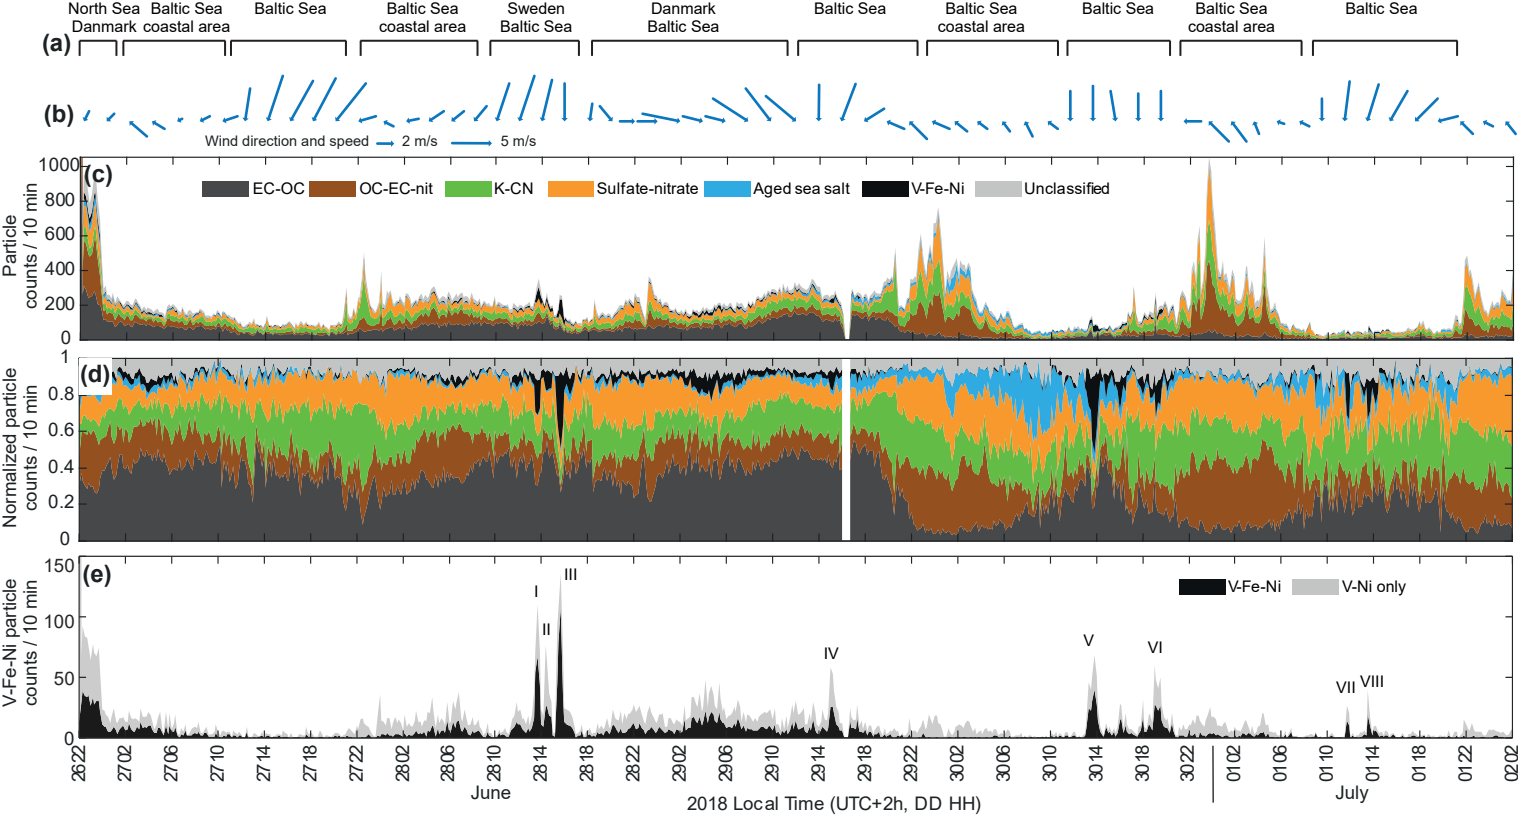 North Sea Baltic Sea Baltic Sea Baltic Sea Sweden Danmark Baltic Sea Baltic Sea Baltic Sea Baltic Sea Baltic Sea
Danmark coastal area coastal area Baltic Sea Baltic Sea coastal area coastal area
(a)
(b)
Wind direction and speed 2 m/s 5 m/s
(c)
EC-OC OC-EC-nit K-CN Sulfate-nitrate Aged sea salt V-Fe-Ni Unclassified
Particle
counts / 10 min
1000
800
600
400
200
0
(d)
Normalized particle
counts / 10 min
1
0.8
0.6
0.4
0.2
0
(e)
V-Fe-Ni particle
counts / 10 min
150
100
50
0
V-Fe-Ni V-Ni only
I
II
III
IV
V
VI
VII
VIII
2622 2702 2706 2710 2714 2718 2722 2802 2806 2810 2814 2818 2822 2902 2906 2910 2914 2918 2922 3002 3006 3010 3014 3018 3022 0102 0106 0110 0114 0118 0122 0202
June July
2018 Local Time (UTC+2h, DD HH)